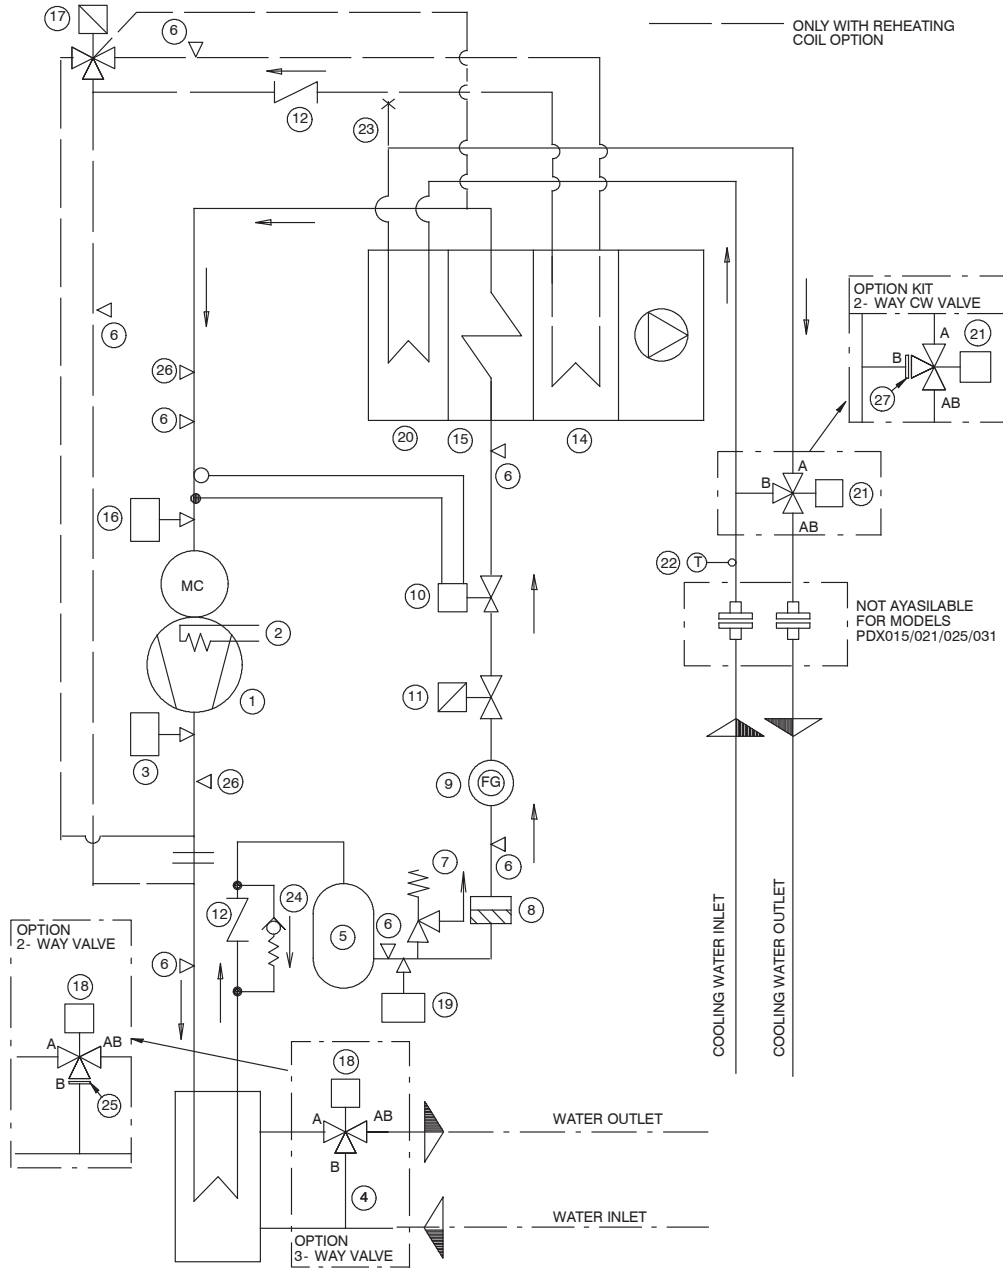 17
6
ONLY WITH REHEATING
COIL OPTION
12
23
6
OPTION KIT
2- WAY CW VALVE
A
21
B
27
AB
26
6
20
15
14
6
A
B
21
AB
16
22
T
MC
10
NOT AYASILABLE
FOR MODELS
PDX015/021/025/031
2
11
1
3
26
9
FG
7
6
24
12
5
6
8
OPTION
2- WAY VALVE
6
18
19
A
AB
B
25
18
A
AB
B
4
OPTION
3- WAY VALVE
WATER OUTLET
WATER INLET
COOLING WATER INLET
COOLING WATER OUTLET